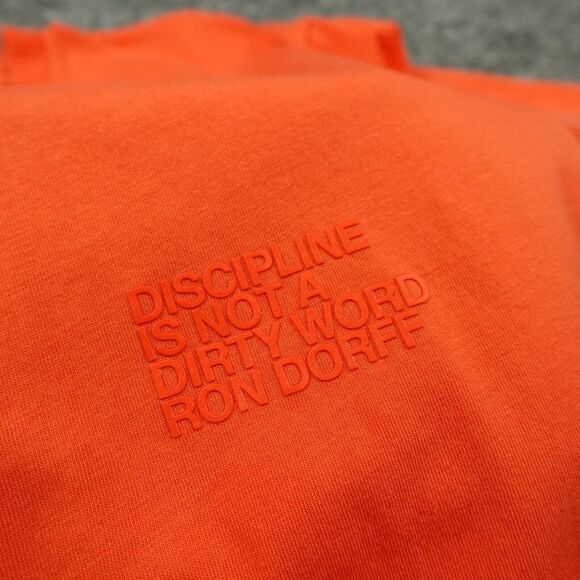 DISCIPLINE
IS NOT A
DIRTY WORD
RON DORFF